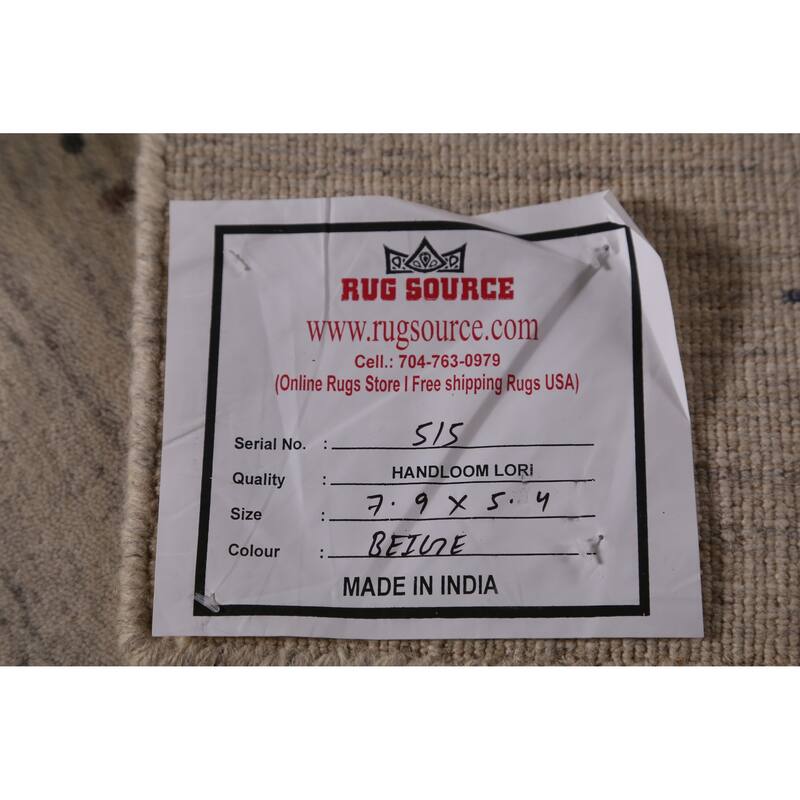 RUG SOURCE
www.rugsource.com
Cell.: 704-763-0979
(Online Rugs Store I Free shipping Rugs USA)
Serial No. : 515
Quality : HANDLOOM LORi
Size : 7.9 X 5.4
Colour : BEIGE
MADE IN INDIA